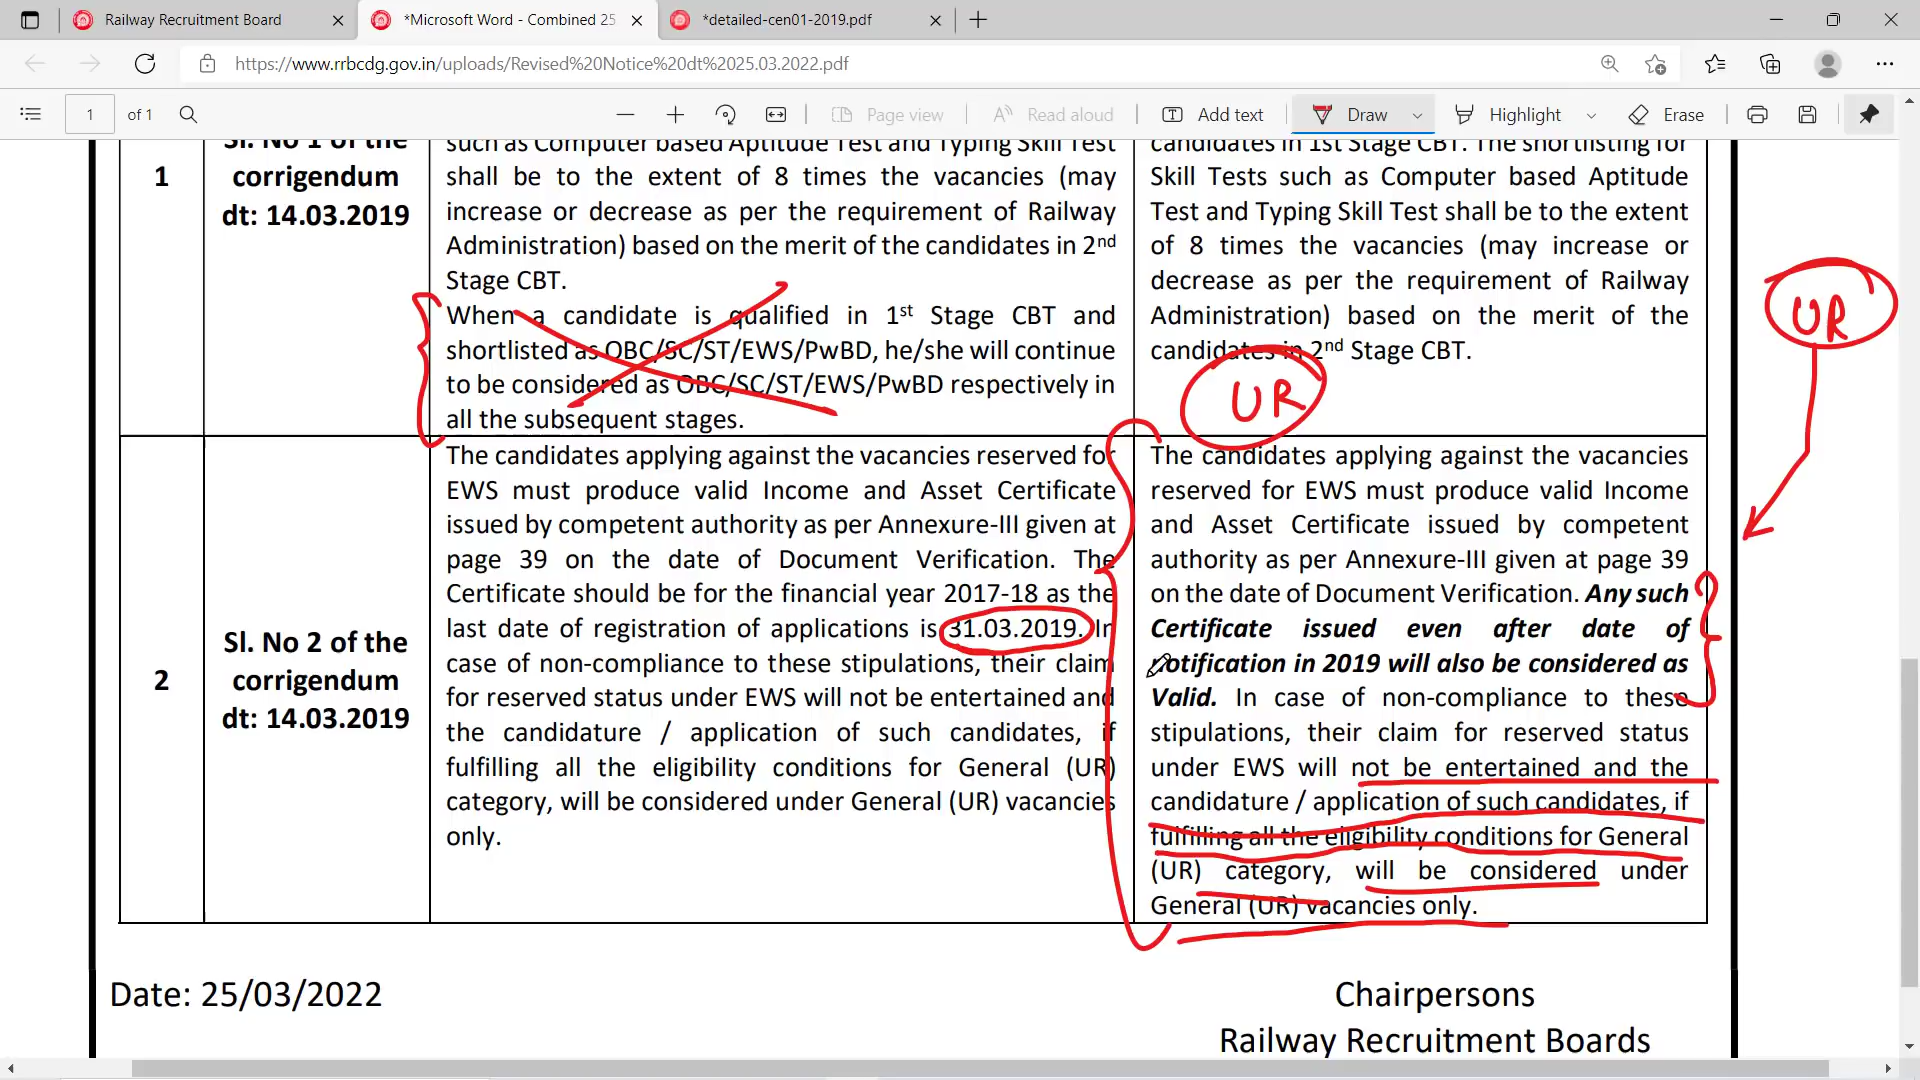 Railway Recruitment Board
*Microsoft Word - Combined 25
*detailed-cen01-2019.pdf
https://www.rrbcdg.gov.in/uploads/Revised%20Notice%20dt%2025.03.2022.pdf
1 of 1
Page view
Read aloud
Add text
Draw
Highlight
Erase
1
Sl. No 1 of the
corrigendum
dt: 14.03.2019
such as Computer based Aptitude Test and Typing Skill Test
shall be to the extent of 8 times the vacancies (may
increase or decrease as per the requirement of Railway
Administration) based on the merit of the candidates in 2nd
Stage CBT.
When a candidate is qualified in 1st Stage CBT and
shortlisted as OBC/SC/ST/EWS/PwBD, he/she will continue
to be considered as OBC/SC/ST/EWS/PwBD respectively in
all the subsequent stages.
candidates in 1st Stage CBT. The shortlisting for
Skill Tests such as Computer based Aptitude
Test and Typing Skill Test shall be to the extent
of 8 times the vacancies (may increase or
decrease as per the requirement of Railway
Administration) based on the merit of the
candidates in 2nd Stage CBT.
UR
UR
2
Sl. No 2 of the
corrigendum
dt: 14.03.2019
The candidates applying against the vacancies reserved for
EWS must produce valid Income and Asset Certificate
issued by competent authority as per Annexure-III given at
page 39 on the date of Document Verification. The
Certificate should be for the financial year 2017-18 as the
last date of registration of applications is 31.03.2019. In
case of non-compliance to these stipulations, their claim
for reserved status under EWS will not be entertained and
the candidature / application of such candidates, if
fulfilling all the eligibility conditions for General (UR)
category, will be considered under General (UR) vacancies
only.
The candidates applying against the vacancies
reserved for EWS must produce valid Income
and Asset Certificate issued by competent
authority as per Annexure-III given at page 39
on the date of Document Verification. Any such
Certificate issued even after date of
notification in 2019 will also be considered as
Valid. In case of non-compliance to these
stipulations, their claim for reserved status
under EWS will not be entertained and the
candidature / application of such candidates, if
fulfilling all the eligibility conditions for General
(UR) category, will be considered under
General (UR) vacancies only.
Date: 25/03/2022
Chairpersons
Railway Recruitment Boards